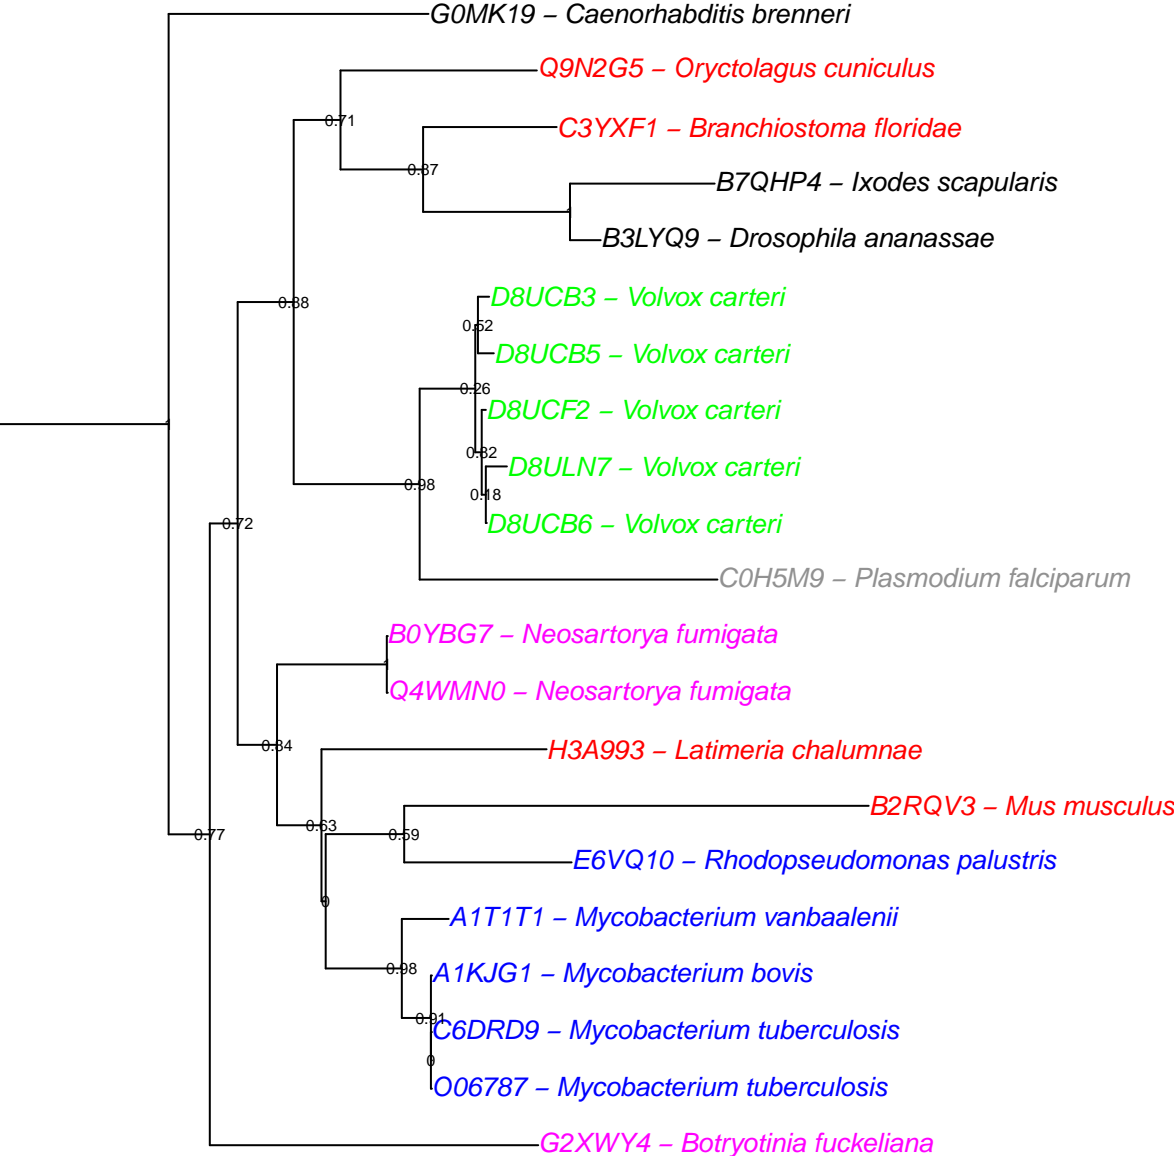 G0MK19 – Caenorhabditis brenneri
Q9N2G5 – Oryctolagus cuniculus
0.71
C3YXF1 – Branchiostoma floridae
0.87
B7QHP4 – Ixodes scapularis
1
B3LYQ9 – Drosophila ananassae
D8UCB3 – Volvox carteri
0.88
0.52
D8UCB5 – Volvox carteri
0.26
D8UCF2 – Volvox carteri
1
0.82
D8ULN7 – Volvox carteri
0.98
0.18
D8UCB6 – Volvox carteri
0.72
C0H5M9 – Plasmodium falciparum
B0YBG7 – Neosartorya fumigata
1
Q4WMN0 – Neosartorya fumigata
0.84
H3A993 – Latimeria chalumnae
B2RQV3 – Mus musculus
0.63
0.77
0.59
E6VQ10 – Rhodopseudomonas palustris
0
A1T1T1 – Mycobacterium vanbaalenii
0.98
A1KJG1 – Mycobacterium bovis
0.91
C6DRD9 – Mycobacterium tuberculosis
0
O06787 – Mycobacterium tuberculosis
G2XWY4 – Botryotinia fuckeliana